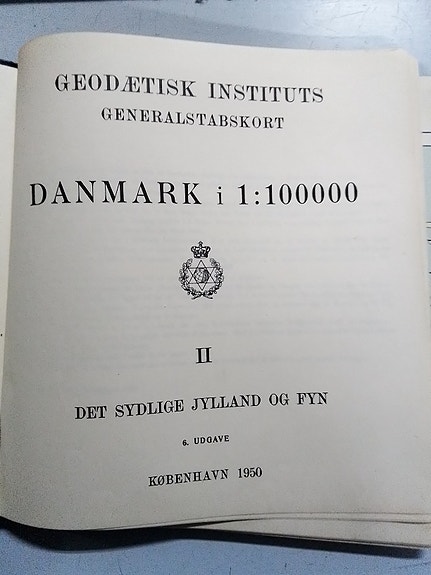 GEODÆTISK INSTITUTS
GENERALSTABSKORT
DANMARK i 1:100000
II
DET SYDLIGE JYLLAND OG FYN
6. UDGAVE
KØBENHAVN 1950